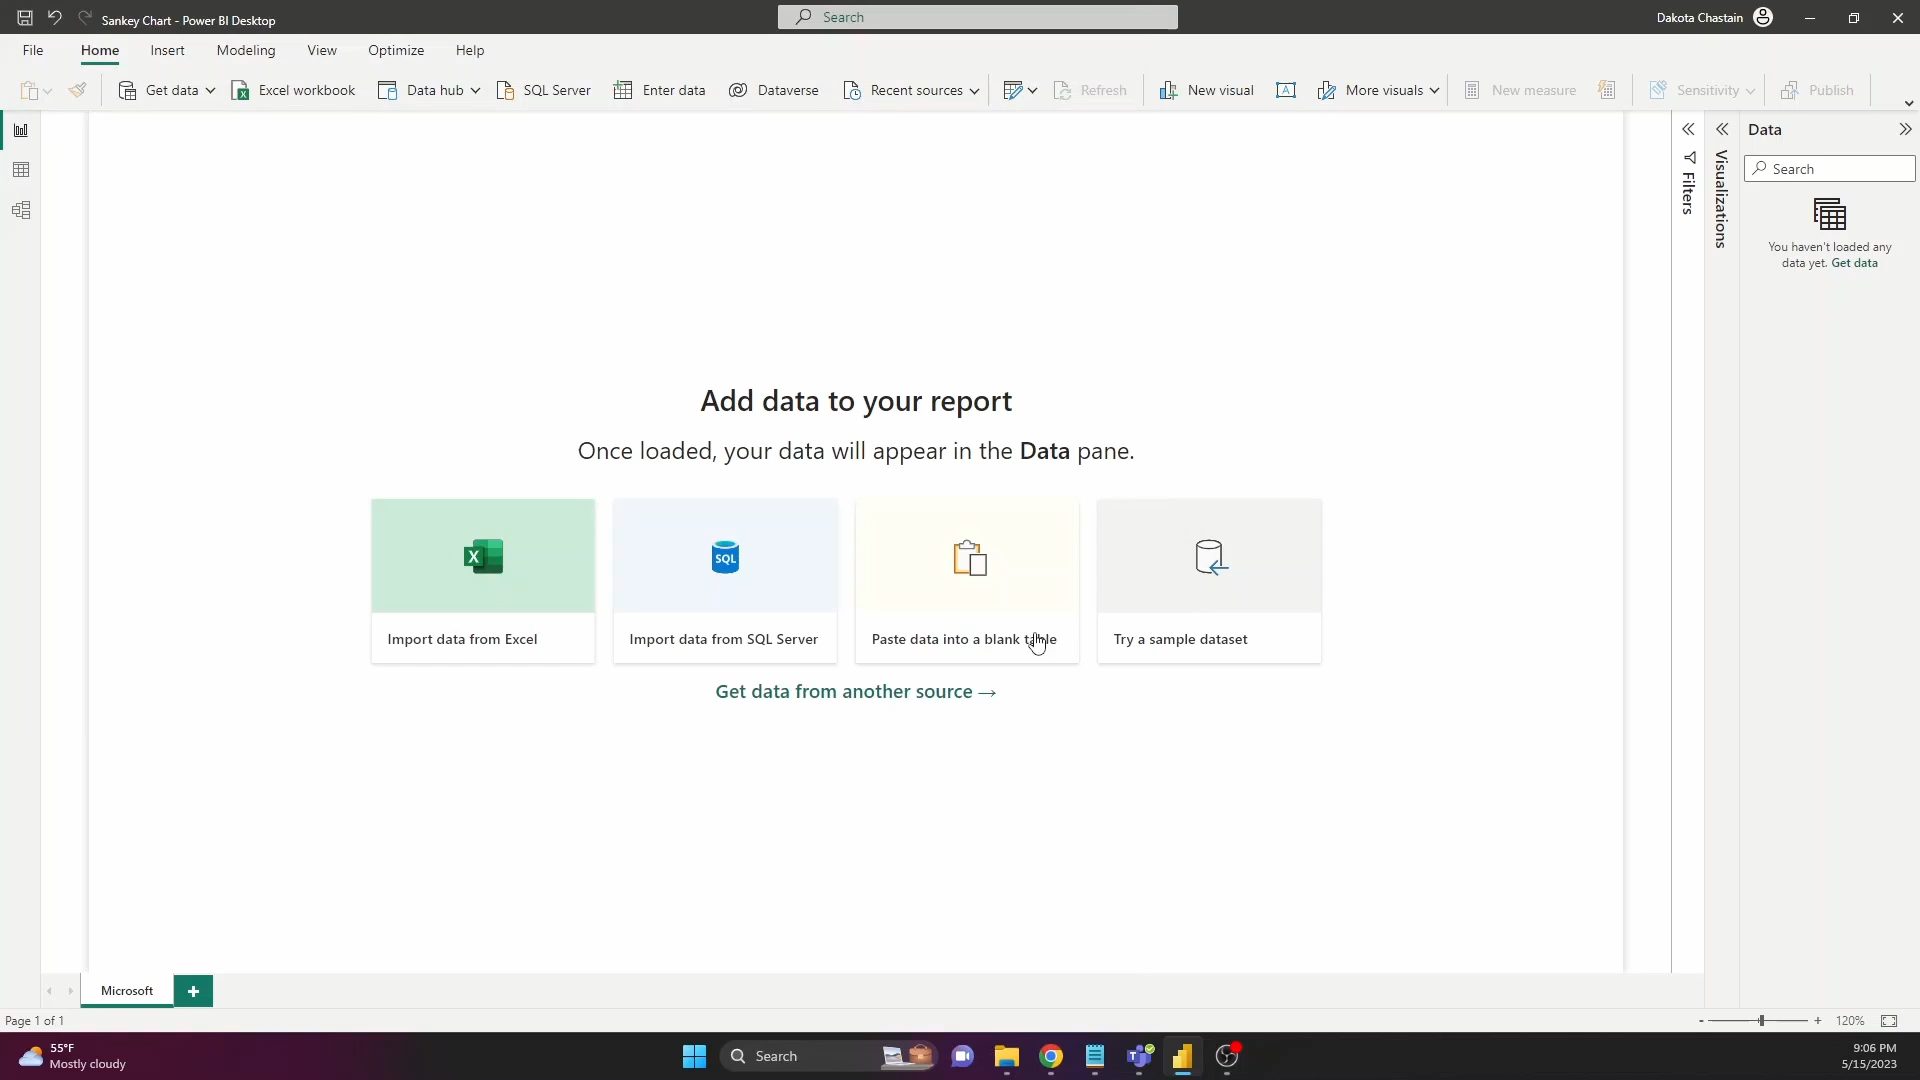 Sankey Chart - Power BI Desktop
Search
Dakota Chastain
File Home Insert Modeling View Optimize Help
Get data Excel workbook Data hub SQL Server Enter data Dataverse Recent sources Refresh New visual A More visuals New measure Sensitivity Publish
Data
Search
Filters
Visualizations
You haven't loaded any
data yet. Get data
Add data to your report
Once loaded, your data will appear in the Data pane.
X
SQL
Import data from Excel
Import data from SQL Server
Paste data into a blank table
Try a sample dataset
Get data from another source →
Microsoft +
Page 1 of 1
- + 120%
55°F
Mostly cloudy
Search
9:06 PM
5/15/2023